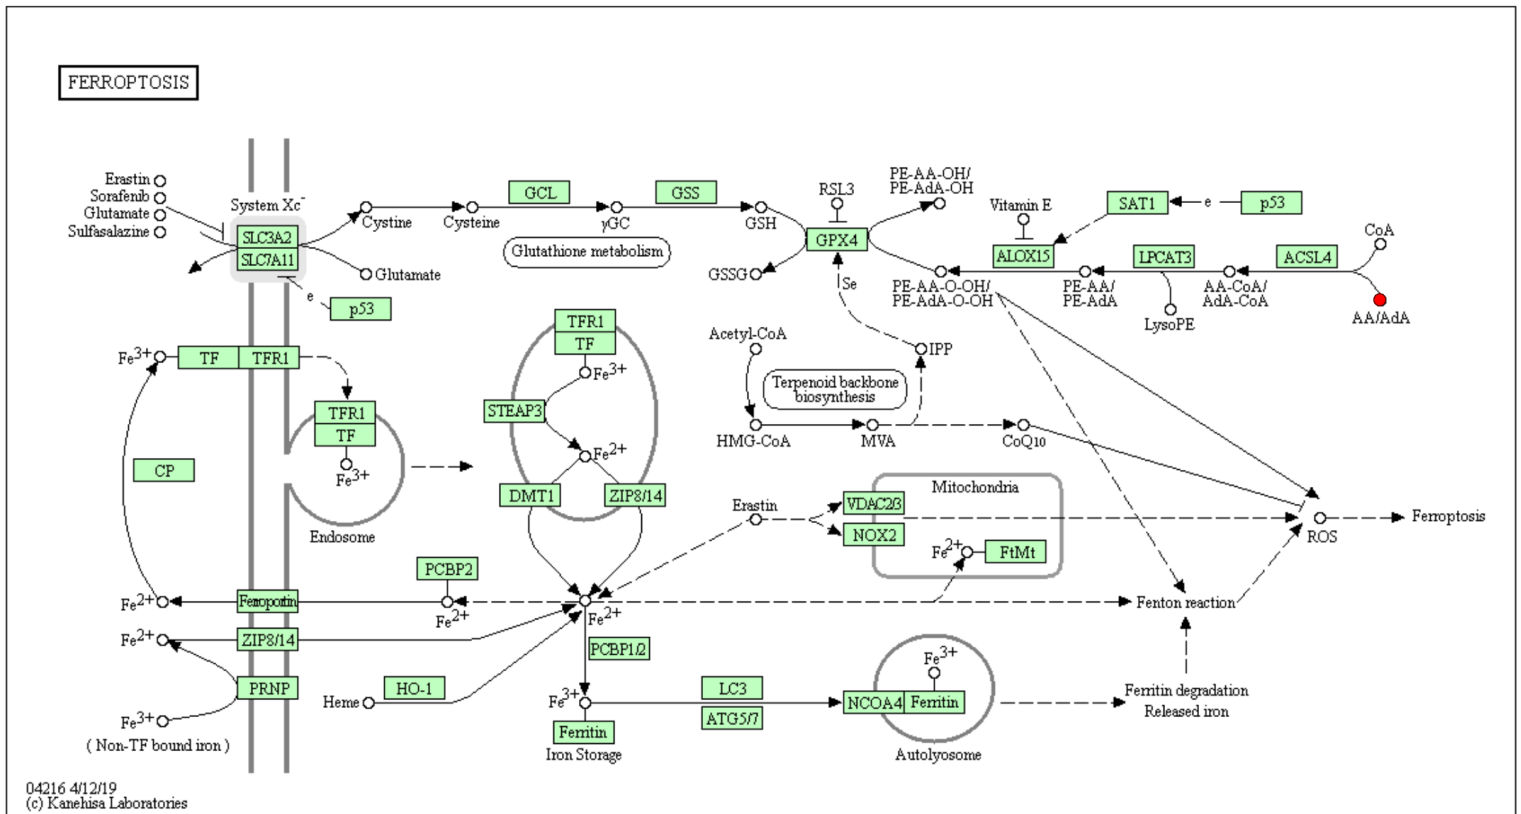 FERROPTOSIS
Erastin
Sorafenib
Glutamate
Sulfasalazine
System Xc-
SLC3A2
SLC7A11
Cystine
Glutamate
e
p53
Cysteine
GCL
γGC
GSS
GSH
Glutathione metabolism
GSSG
RSL3
GPX4
PE-AA-OH/
PE-AdA-OH
Se
PE-AA-O-OH/
PE-AdA-O-OH
Vitamin E
ALOX15
SAT1
e
p53
PE-AA/
PE-AdA
LPCAT3
LysoPE
AA-CoA/
AdA-CoA
ACSL4
CoA
AA/AdA
Fe3+
TF
TFR1
TFR1
TF
Fe3+
Endosome
CP
TFR1
TF
Fe3+
STEAP3
Fe2+
DMT1
ZIP8/14
Acetyl-CoA
IPP
Terpenoid backbone
biosynthesis
HMG-CoA
MVA
CoQ10
Mitochondria
Erastin
VDAC2/3
NOX2
Fe2+
FtMt
ROS
Ferroptosis
Fe2+
Ferroportin
PCBP2
Fe2+
Fe2+
Fenton reaction
Fe2+
ZIP8/14
PRNP
Fe3+
( Non-TF bound iron )
Heme
HO-1
PCBP1/2
Fe3+
Ferritin
Iron Storage
LC3
ATG5/7
Fe3+
NCOA4
Ferritin
Autolyosome
Ferritin degradation
Released iron
04216 4/12/19
(c) Kanehisa Laboratories